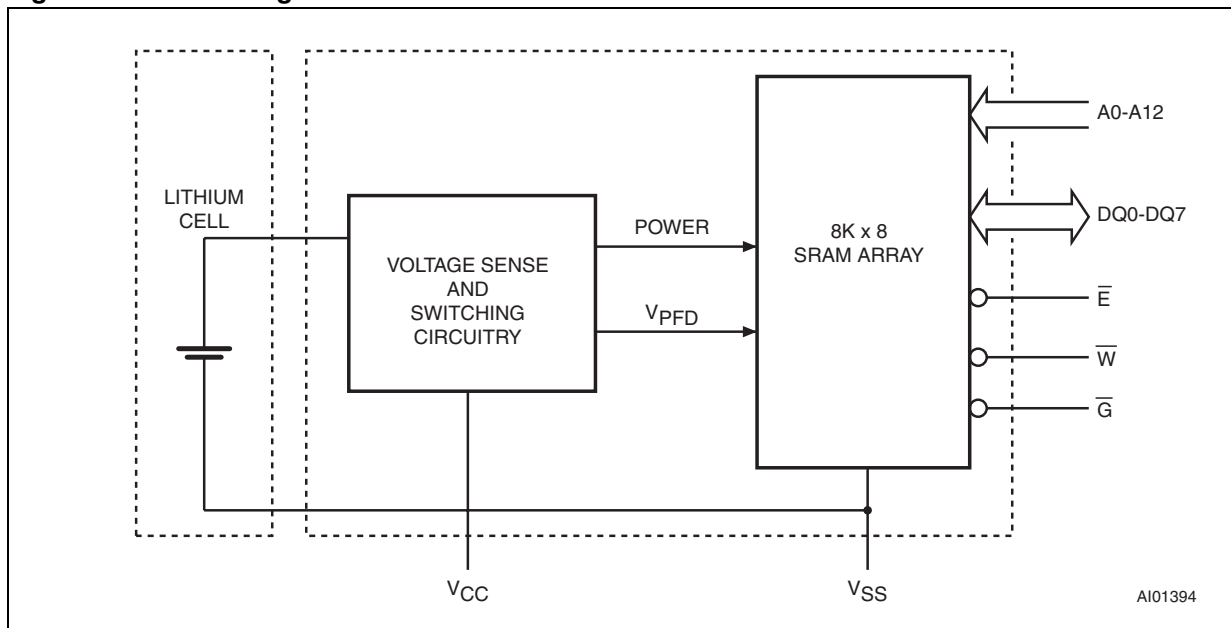 LITHIUM
CELL
VOLTAGE SENSE
AND
SWITCHING
CIRCUITRY
POWER
VPFD
8K x 8
SRAM ARRAY
A0-A12
DQ0-DQ7
E̅
W̅
G̅
VCC
VSS
AI01394